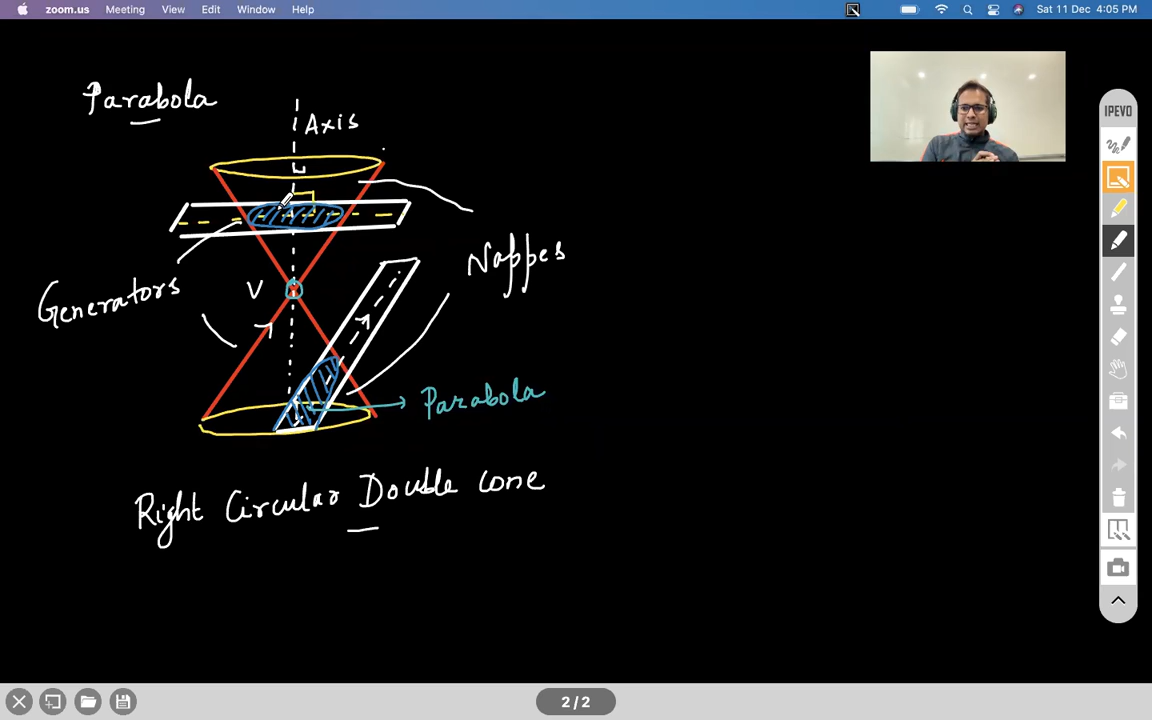 zoom.us Meeting View Edit Window Help Sat 11 Dec 4:05 PM
Parabola
Axis
IPEVO
Nappes
Generators
V
Parabola
Right Circular Double cone
2/2